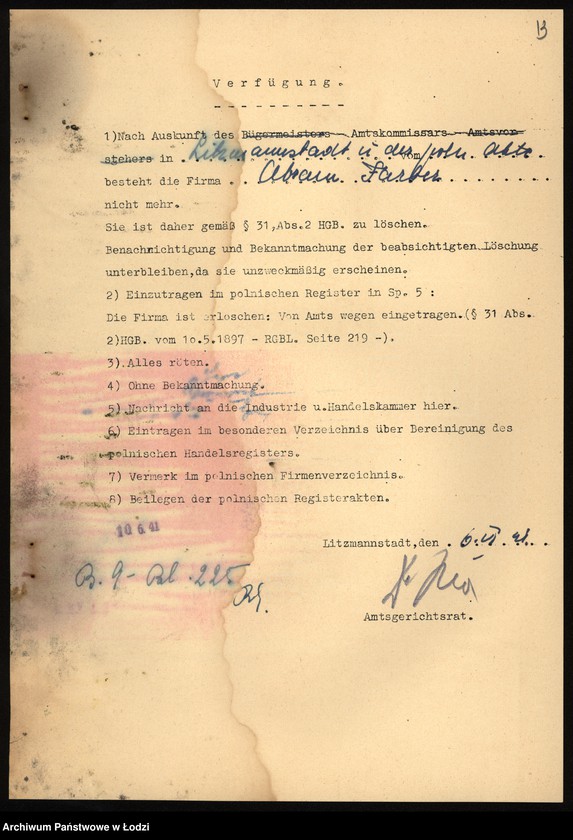 13
Verfügung.
1)Nach Auskunft des Bügermeisters - Amtskommissars - Amtsvor
stehers in Litzmannstadt u. der poln. Akte vom
besteht die Firma . . Abram Farber . . . . . . . . .
nicht mehr.
Sie ist daher gemäß § 31,Abs.2 HGB. zu löschen.
Benachrichtigung und Bekanntmachung der beabsichtigten Löschung
unterbleiben,da sie unzweckmäßig erscheinen.
2) Einzutragen im polnischen Register in Sp. 5 :
Die Firma ist erloschen: Von Amts wegen eingetragen.(§ 31 Abs.
2)HGB. vom 1o.5.1897 - RGBL. Seite 219 -).
3) Alles röten.
4) Ohne Bekanntmachung.
5) Nachricht an die Industrie u.Handelskammer hier.
6) Eintragen im besonderen Verzeichnis über Bereinigung des
polnischen Handelsregisters.
7) Vermerk im polnischen Firmenverzeichnis.
8) Beilegen der polnischen Registerakten.
10 6. 41
Litzmannstadt,den . 6. VI. 41. .
B. 9 - Bl. 225
Amtsgerichtsrat.
Archiwum Państwowe w Łodzi